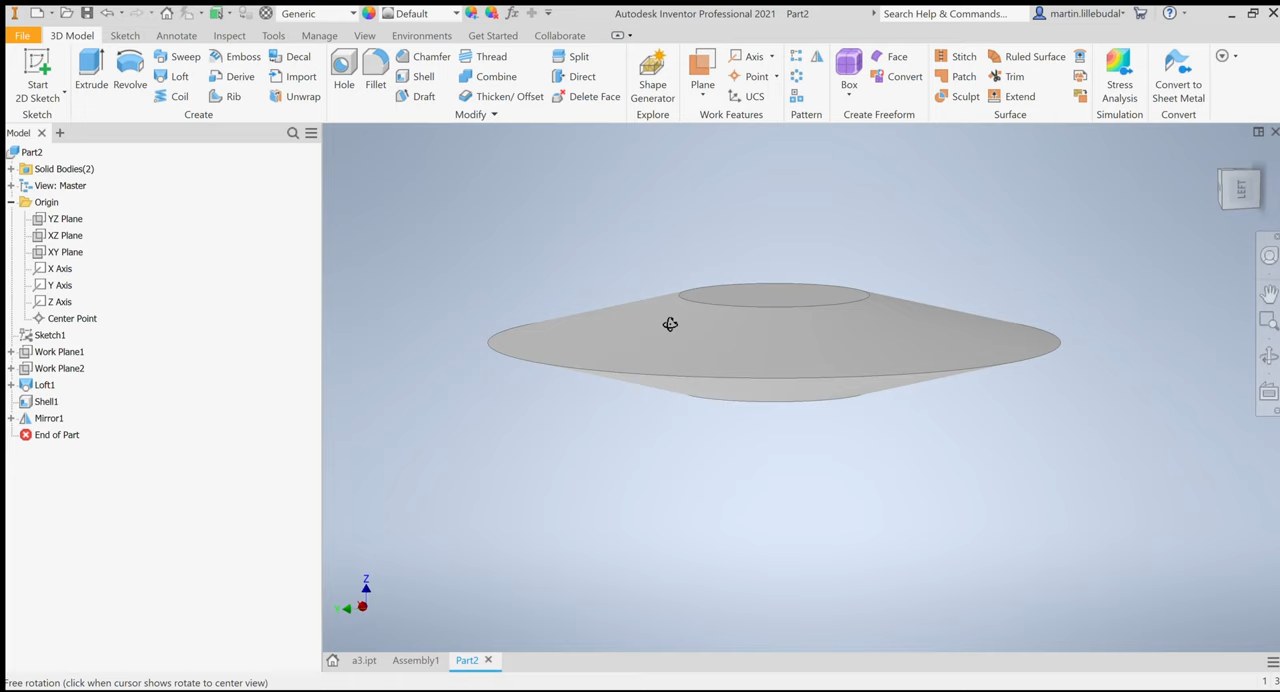 Generic Default fx Autodesk Inventor Professional 2021 Part2 Search Help & Commands... martin.lillebudal
File 3D Model Sketch Annotate Inspect Tools Manage View Environments Get Started Collaborate
Start 2D Sketch
Sketch
Extrude Revolve Sweep Emboss Decal
Loft Derive Import
Coil Rib Unwrap
Create
Hole Fillet Chamfer Thread Split
Shell Combine Direct
Draft Thicken/ Offset Delete Face
Modify
Shape Generator
Explore
Plane Axis
Point
UCS
Work Features
Pattern
Box Face
Convert
Create Freeform
Stitch Ruled Surface
Patch Trim
Sculpt Extend
Surface
Stress Analysis
Simulation
Convert to Sheet Metal
Convert
Model
Part2
Solid Bodies(2)
View: Master
Origin
YZ Plane
XZ Plane
XY Plane
X Axis
Y Axis
Z Axis
Center Point
Sketch1
Work Plane1
Work Plane2
Loft1
Shell1
Mirror1
End of Part
LEFT
Z
Y
a3.ipt Assembly1 Part2
Free rotation (click when cursor shows rotate to center view)
1 3